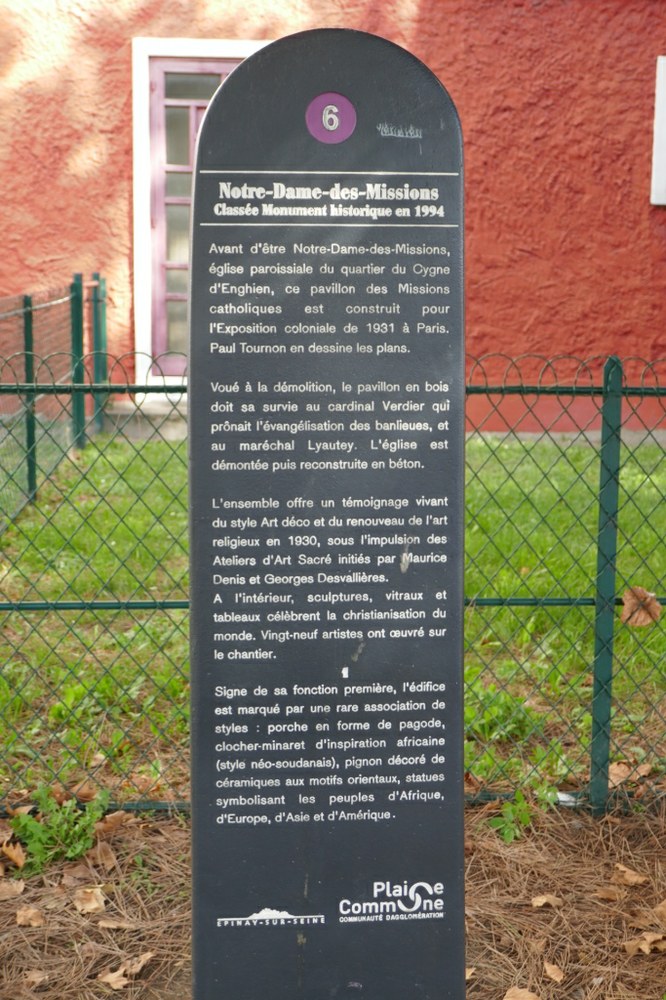 6
Notre-Dame-des-Missions
Classée Monument historique en 1994
Avant d'être Notre-Dame-des-Missions,
église paroissiale du quartier du Cygne
d'Enghien, ce pavillon des Missions
catholiques est construit pour
l'Exposition coloniale de 1931 à Paris.
Paul Tournon en dessine les plans.
Voué à la démolition, le pavillon en bois
doit sa survie au cardinal Verdier qui
prônait l'évangélisation des banlieues, et
au maréchal Lyautey. L'église est
démontée puis reconstruite en béton.
L'ensemble offre un témoignage vivant
du style Art déco et du renouveau de l'art
religieux en 1930, sous l'impulsion des
Ateliers d'Art Sacré initiés par Maurice
Denis et Georges Desvallières.
A l'intérieur, sculptures, vitraux et
tableaux célèbrent la christianisation du
monde. Vingt-neuf artistes ont œuvré sur
le chantier.
Signe de sa fonction première, l'édifice
est marqué par une rare association de
styles : porche en forme de pagode,
clocher-minaret d'inspiration africaine
(style néo-soudanais), pignon décoré de
céramiques aux motifs orientaux, statues
symbolisant les peuples d'Afrique,
d'Europe, d'Asie et d'Amérique.
EPINAY-SUR-SEINE
Plaine
Commune
COMMUNAUTÉ D'AGGLOMÉRATION